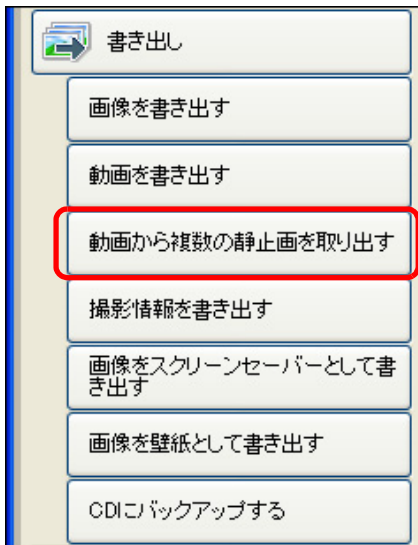 書き出し
画像を書き出す
動画を書き出す
動画から複数の静止画を取り出す
撮影情報を書き出す
画像をスクリーンセーバーとして書
き出す
画像を壁紙として書き出す
CDにバックアップする